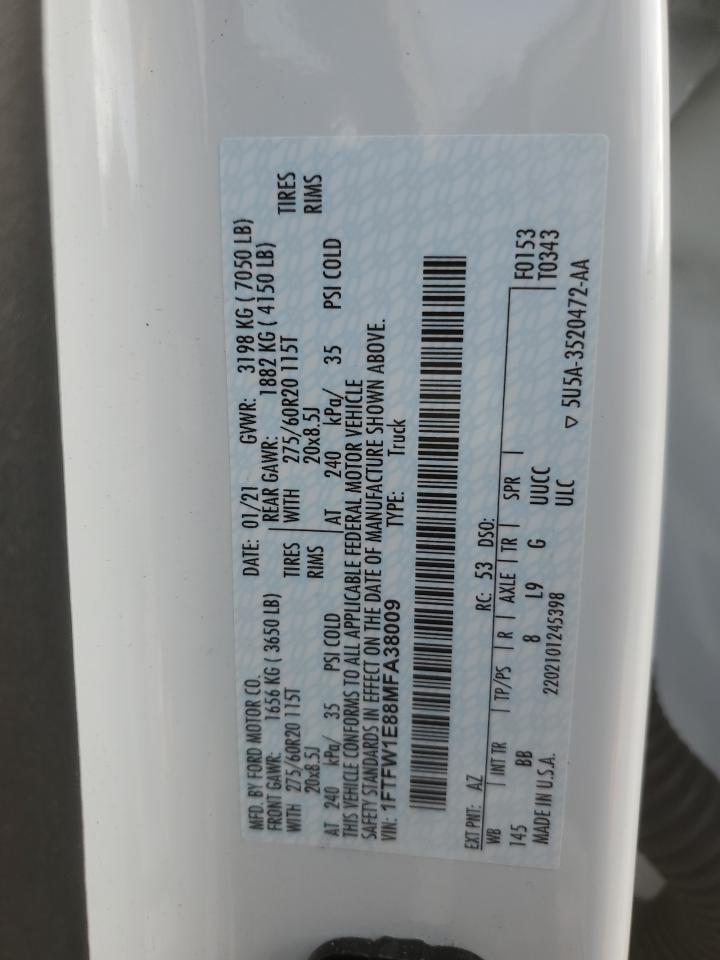 MFD. BY FORD MOTOR CO.
DATE: 01/21 GVWR: 3198 KG ( 7050 LB)
FRONT GAWR: 1656 KG ( 3650 LB) REAR GAWR: 1882 KG ( 4150 LB)
WITH 275/60R20 115T TIRES WITH 275/60R20 115T TIRES
20x8.5J RIMS 20x8.5J RIMS
AT 240 kPa/ 35 PSI COLD AT 240 kPa/ 35 PSI COLD
THIS VEHICLE CONFORMS TO ALL APPLICABLE FEDERAL MOTOR VEHICLE
SAFETY STANDARDS IN EFFECT ON THE DATE OF MANUFACTURE SHOWN ABOVE.
VIN: 1FTFW1E88MFA38009 TYPE: Truck
EXT PNT: AZ RC: 53 DSO:
WB INT TR TP/PS R AXLE TR SPR F0153
145 BB 8 L9 G UUCC T0343
ULC
MADE IN U.S.A. 2202101245398 ▽ 5U5A-3520472-AA